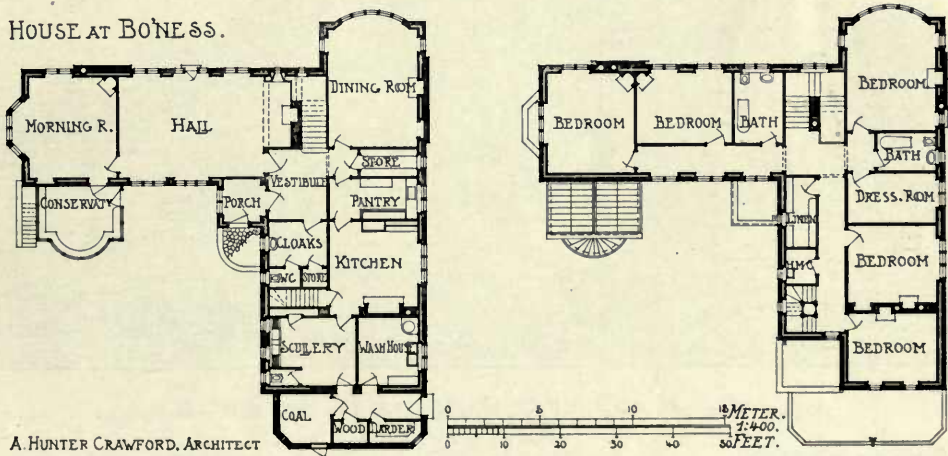 HOUSE AT BO'NESS.
MORNING R.
HALL
DINING ROOM
STORE
VESTIBULE
PANTRY
CONSERVATY
PORCH
CLOAKS
KITCHEN
WC
STORE
SCULLERY
WASH HOUSE
COAL
WOOD
LARDER
BEDROOM
BEDROOM
BATH
BEDROOM
BATH
DRESS. ROOM
LINEN
H.M.C
BEDROOM
BEDROOM
0 5 10 15 METER.
1:400.
0 10 20 30 40 50 FEET.
A. HUNTER CRAWFORD, ARCHITECT